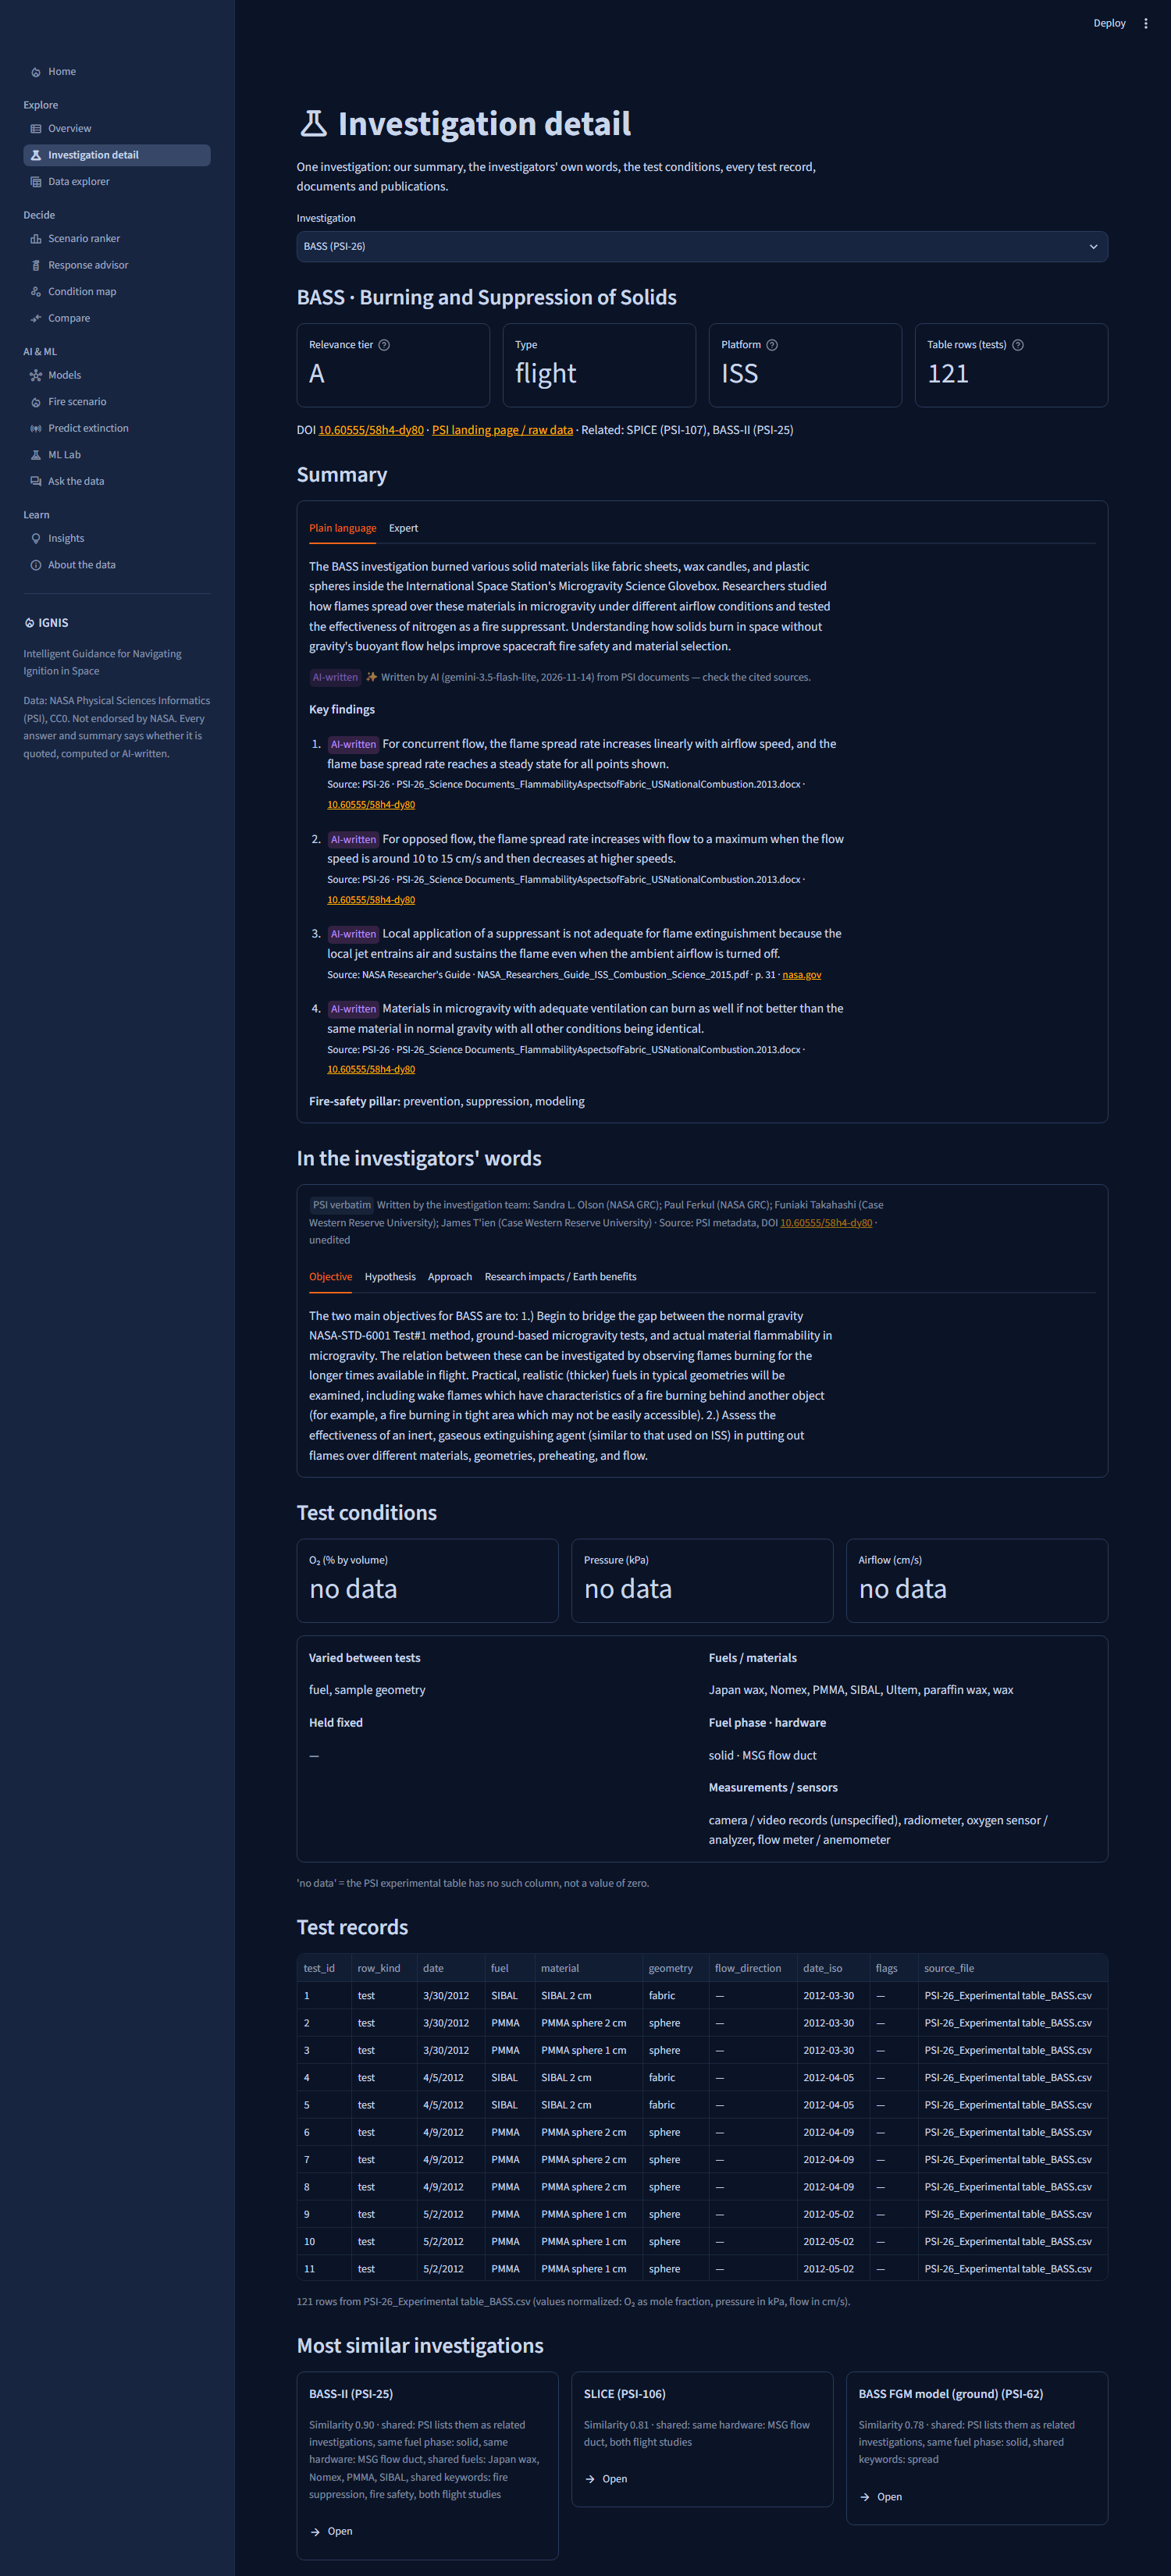 Deploy
Home
Explore
Overview
Investigation detail
Data explorer
Decide
Scenario ranker
Response advisor
Condition map
Compare
AI & ML
Models
Fire scenario
Predict extinction
ML Lab
Ask the data
Learn
Insights
About the data
IGNIS
Intelligent Guidance for Navigating
Ignition in Space
Data: NASA Physical Sciences Informatics
(PSI), CC0. Not endorsed by NASA. Every
answer and summary says whether it is
quoted, computed or AI-written.
Investigation detail
One investigation: our summary, the investigators' own words, the test conditions, every test record,
documents and publications.
Investigation
BASS (PSI-26)
BASS · Burning and Suppression of Solids
Relevance tier
A
Type
flight
Platform
ISS
Table rows (tests)
121
DOI 10.60555/58h4-dy80 · PSI landing page / raw data · Related: SPICE (PSI-107), BASS-II (PSI-25)
Summary
Plain language Expert
The BASS investigation burned various solid materials like fabric sheets, wax candles, and plastic
spheres inside the International Space Station's Microgravity Science Glovebox. Researchers studied
how flames spread over these materials in microgravity under different airflow conditions and tested
the effectiveness of nitrogen as a fire suppressant. Understanding how solids burn in space without
gravity's buoyant flow helps improve spacecraft fire safety and material selection.
AI-written ✨ Written by AI (gemini-3.5-flash-lite, 2026-11-14) from PSI documents — check the cited sources.
Key findings
1. AI-written For concurrent flow, the flame spread rate increases linearly with airflow speed, and the
flame base spread rate reaches a steady state for all points shown.
Source: PSI-26 · PSI-26_Science Documents_FlammabilityAspectsofFabric_USNationalCombustion.2013.docx ·
10.60555/58h4-dy80
2. AI-written For opposed flow, the flame spread rate increases with flow to a maximum when the flow
speed is around 10 to 15 cm/s and then decreases at higher speeds.
Source: PSI-26 · PSI-26_Science Documents_FlammabilityAspectsofFabric_USNationalCombustion.2013.docx ·
10.60555/58h4-dy80
3. AI-written Local application of a suppressant is not adequate for flame extinguishment because the
local jet entrains air and sustains the flame even when the ambient airflow is turned off.
Source: NASA Researcher's Guide · NASA_Researchers_Guide_ISS_Combustion_Science_2015.pdf · p. 31 · nasa.gov
4. AI-written Materials in microgravity with adequate ventilation can burn as well if not better than the
same material in normal gravity with all other conditions being identical.
Source: PSI-26 · PSI-26_Science Documents_FlammabilityAspectsofFabric_USNationalCombustion.2013.docx ·
10.60555/58h4-dy80
Fire-safety pillar: prevention, suppression, modeling
In the investigators' words
PSI verbatim Written by the investigation team: Sandra L. Olson (NASA GRC); Paul Ferkul (NASA GRC); Funiaki Takahashi (Case
Western Reserve University); James T'ien (Case Western Reserve University) · Source: PSI metadata, DOI 10.60555/58h4-dy80 ·
unedited
Objective Hypothesis Approach Research impacts / Earth benefits
The two main objectives for BASS are to: 1.) Begin to bridge the gap between the normal gravity
NASA-STD-6001 Test#1 method, ground-based microgravity tests, and actual material flammability in
microgravity. The relation between these can be investigated by observing flames burning for the
longer times available in flight. Practical, realistic (thicker) fuels in typical geometries will be
examined, including wake flames which have characteristics of a fire burning behind another object
(for example, a fire burning in tight area which may not be easily accessible). 2.) Assess the
effectiveness of an inert, gaseous extinguishing agent (similar to that used on ISS) in putting out
flames over different materials, geometries, preheating, and flow.
Test conditions
O₂ (% by volume)
no data
Pressure (kPa)
no data
Airflow (cm/s)
no data
Varied between tests
fuel, sample geometry
Held fixed
—
Fuels / materials
Japan wax, Nomex, PMMA, SIBAL, Ultem, paraffin wax, wax
Fuel phase · hardware
solid · MSG flow duct
Measurements / sensors
camera / video records (unspecified), radiometer, oxygen sensor /
analyzer, flow meter / anemometer
'no data' = the PSI experimental table has no such column, not a value of zero.
Test records
test_id row_kind date fuel material geometry flow_direction date_iso flags source_file
1 test 3/30/2012 SIBAL SIBAL 2 cm fabric — 2012-03-30 — PSI-26_Experimental table_BASS.csv
2 test 3/30/2012 PMMA PMMA sphere 2 cm sphere — 2012-03-30 — PSI-26_Experimental table_BASS.csv
3 test 3/30/2012 PMMA PMMA sphere 1 cm sphere — 2012-03-30 — PSI-26_Experimental table_BASS.csv
4 test 4/5/2012 SIBAL SIBAL 2 cm fabric — 2012-04-05 — PSI-26_Experimental table_BASS.csv
5 test 4/5/2012 SIBAL SIBAL 2 cm fabric — 2012-04-05 — PSI-26_Experimental table_BASS.csv
6 test 4/9/2012 PMMA PMMA sphere 2 cm sphere — 2012-04-09 — PSI-26_Experimental table_BASS.csv
7 test 4/9/2012 PMMA PMMA sphere 2 cm sphere — 2012-04-09 — PSI-26_Experimental table_BASS.csv
8 test 4/9/2012 PMMA PMMA sphere 2 cm sphere — 2012-04-09 — PSI-26_Experimental table_BASS.csv
9 test 5/2/2012 PMMA PMMA sphere 1 cm sphere — 2012-05-02 — PSI-26_Experimental table_BASS.csv
10 test 5/2/2012 PMMA PMMA sphere 1 cm sphere — 2012-05-02 — PSI-26_Experimental table_BASS.csv
11 test 5/2/2012 PMMA PMMA sphere 1 cm sphere — 2012-05-02 — PSI-26_Experimental table_BASS.csv
121 rows from PSI-26_Experimental table_BASS.csv (values normalized: O₂ as mole fraction, pressure in kPa, flow in cm/s).
Most similar investigations
BASS-II (PSI-25)
Similarity 0.90 · shared: PSI lists them as related
investigations, same fuel phase: solid, same
hardware: MSG flow duct, shared fuels: Japan wax,
Nomex, PMMA, SIBAL, shared keywords: fire
suppression, fire safety, both flight studies
Open
SLICE (PSI-106)
Similarity 0.81 · shared: same hardware: MSG flow
duct, both flight studies
Open
BASS FGM model (ground) (PSI-62)
Similarity 0.78 · shared: PSI lists them as related
investigations, same fuel phase: solid, shared
keywords: spread
Open